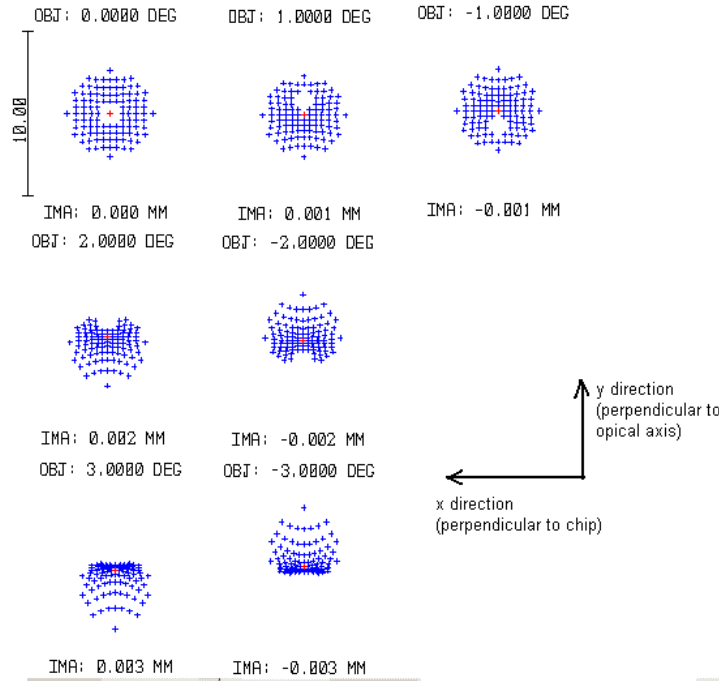 OBJ: 0.0000 DEG
OBJ: 1.0000 DEG
OBJ: -1.0000 DEG
10.00
IMA: 0.000 MM
IMA: 0.001 MM
IMA: -0.001 MM
OBJ: 2.0000 DEG
OBJ: -2.0000 DEG
y direction
(perpendicular to
opical axis)
IMA: 0.002 MM
IMA: -0.002 MM
OBJ: 3.0000 DEG
OBJ: -3.0000 DEG
x direction
(perpendicular to chip)
IMA: 0.003 MM
IMA: -0.003 MM